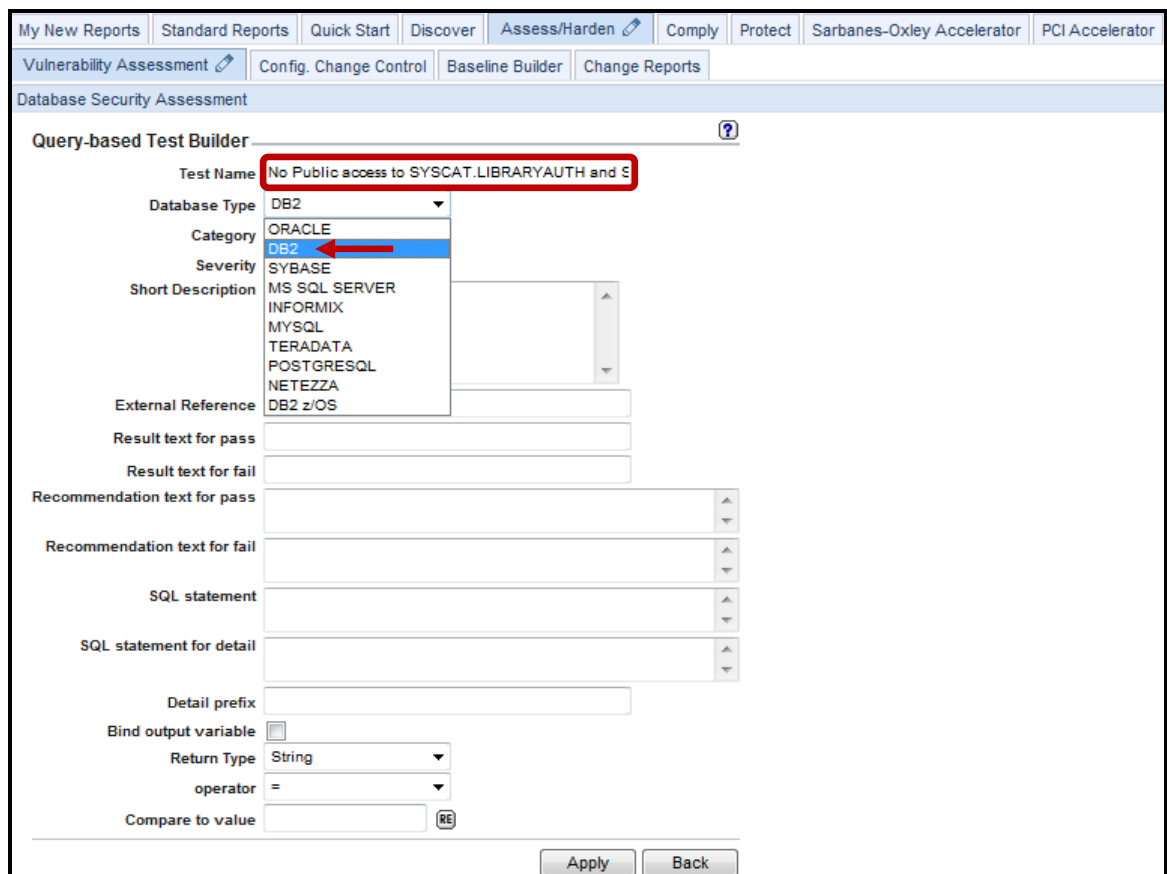 My New Reports Standard Reports Quick Start Discover Assess/Harden Comply Protect Sarbanes-Oxley Accelerator PCI Accelerator
Vulnerability Assessment Config. Change Control Baseline Builder Change Reports
Database Security Assessment
Query-based Test Builder ?
Test Name No Public access to SYSCAT.LIBRARYAUTH and S
Database Type DB2
Category
ORACLE
DB2
Severity
SYBASE
Short Description
MS SQL SERVER
INFORMIX
MYSQL
TERADATA
POSTGRESQL
NETEZZA
External Reference
DB2 z/OS
Result text for pass
Result text for fail
Recommendation text for pass
Recommendation text for fail
SQL statement
SQL statement for detail
Detail prefix
Bind output variable
Return Type String
operator =
Compare to value RE
Apply Back